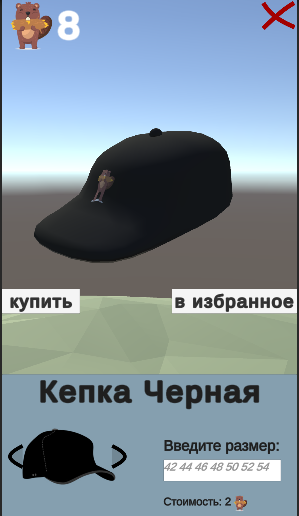 8
купить
в избранное
Кепка Черная
Введите размер:
42 44 46 48 50 52 54
Стоимость: 2